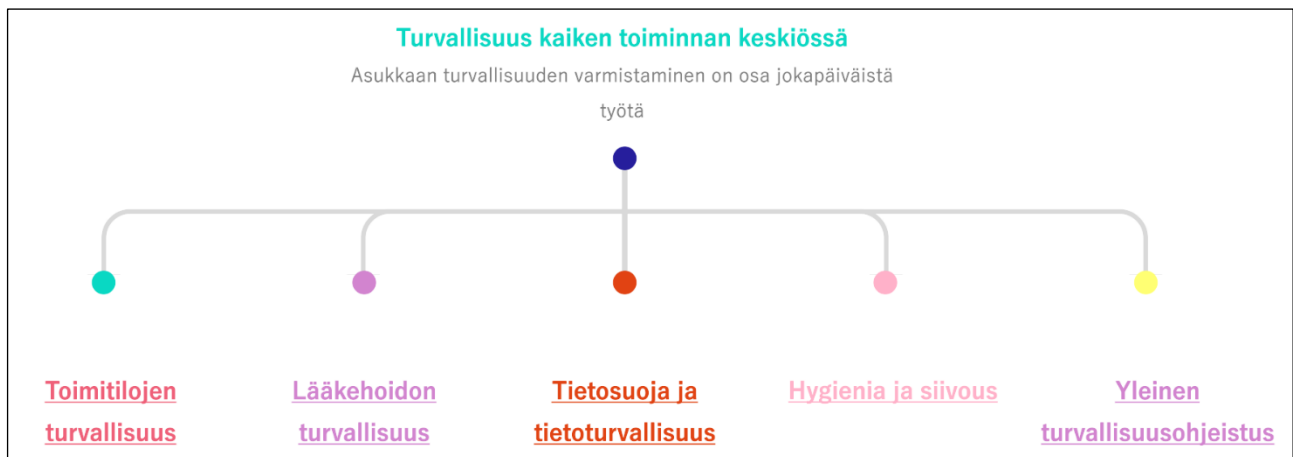 Turvallisuus kaiken toiminnan keskiössä
Asukkaan turvallisuuden varmistaminen on osa jokapäiväistä
työtä
Toimitilojen
turvallisuus
Lääkehoidon
turvallisuus
Tietosuoja ja
tietoturvallisuus
Hygienia ja siivous
Yleinen
turvallisuusohjeistus